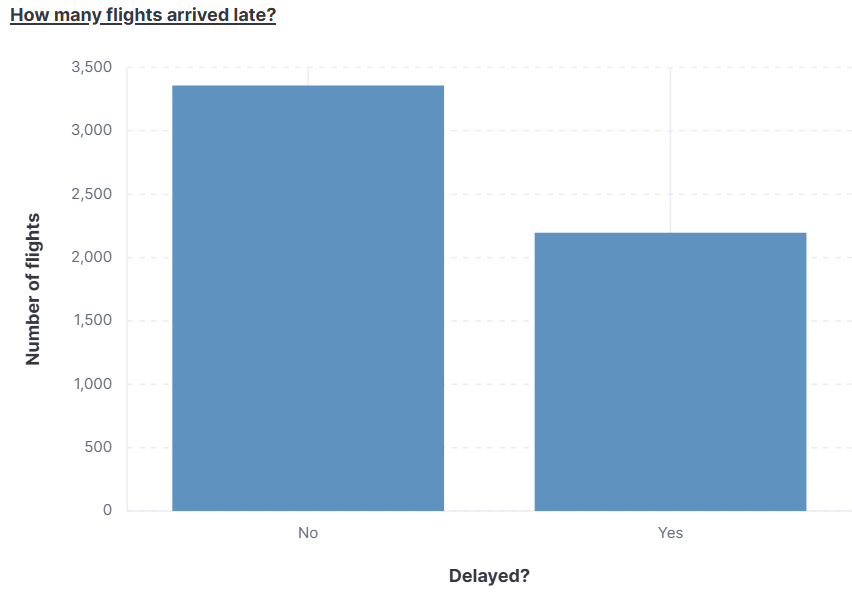 How many flights arrived late?
3,500
3,000
2,500
2,000
1,500
1,000
500
0
Number of flights
No
Yes
Delayed?